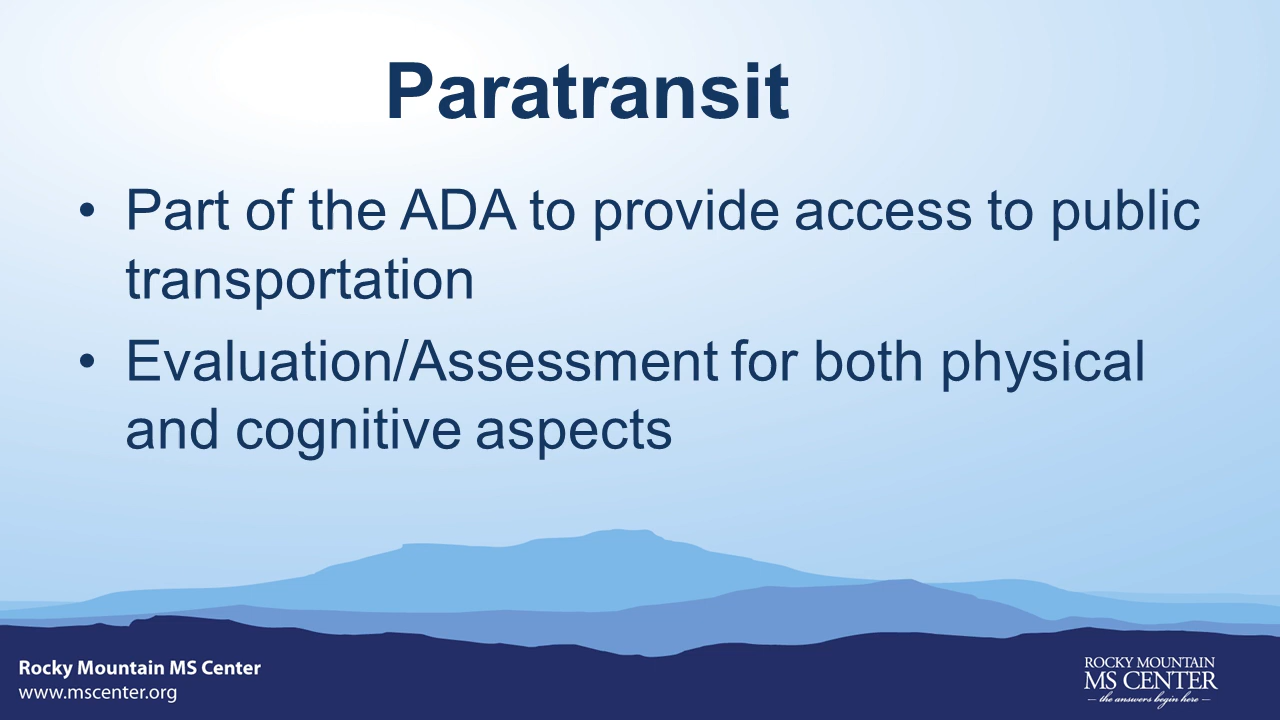 Paratransit
• Part of the ADA to provide access to public
transportation
• Evaluation/Assessment for both physical
and cognitive aspects
Rocky Mountain MS Center
www.mscenter.org
ROCKY MOUNTAIN
MS CENTER
— the answers begin here —